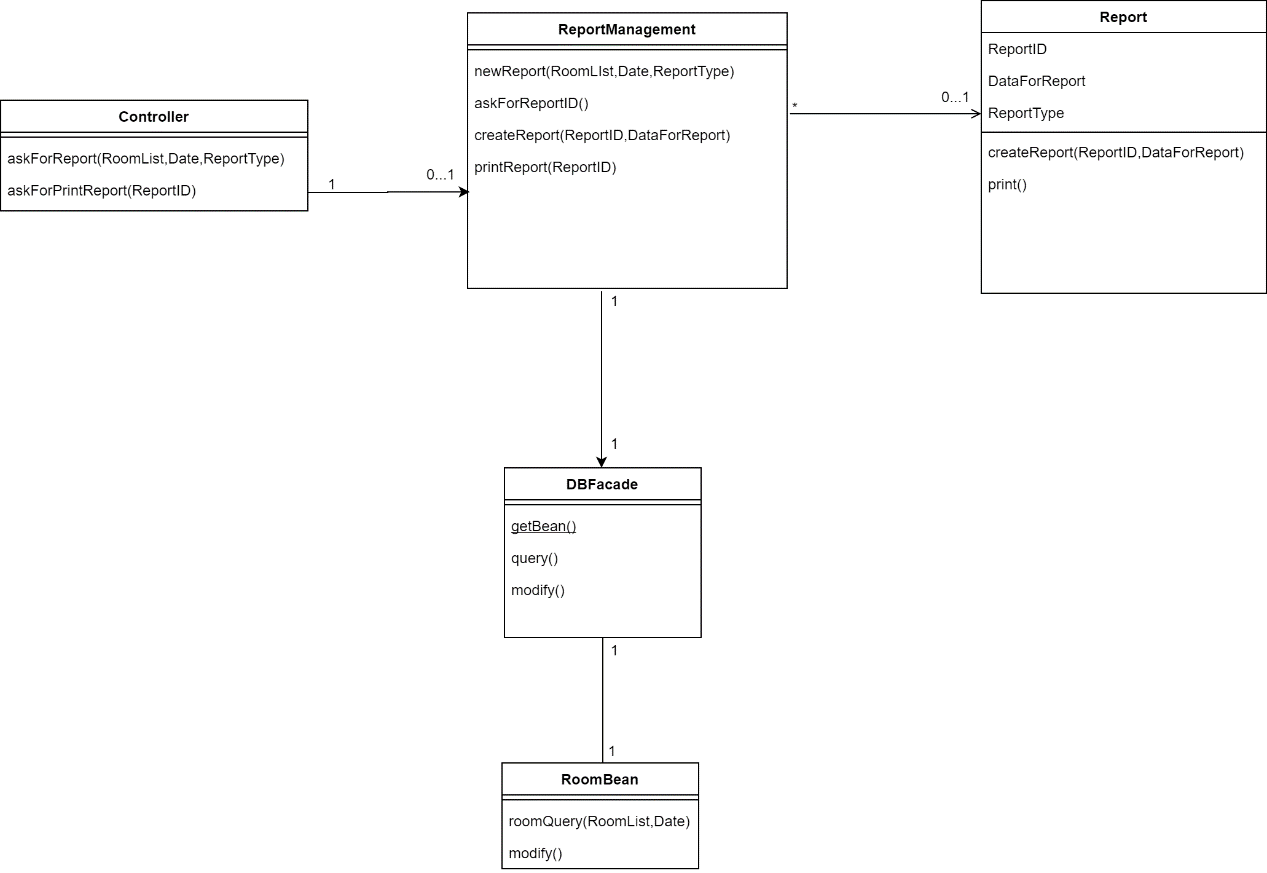 Controller
askForReport(RoomList,Date,ReportType)
askForPrintReport(ReportID)
1
0...1
ReportManagement
newReport(RoomLIst,Date,ReportType)
askForReportID()
createReport(ReportID,DataForReport)
printReport(ReportID)
*
0...1
Report
ReportID
DataForReport
ReportType
createReport(ReportID,DataForReport)
print()
1
1
DBFacade
getBean()
query()
modify()
1
1
RoomBean
roomQuery(RoomList,Date)
modify()